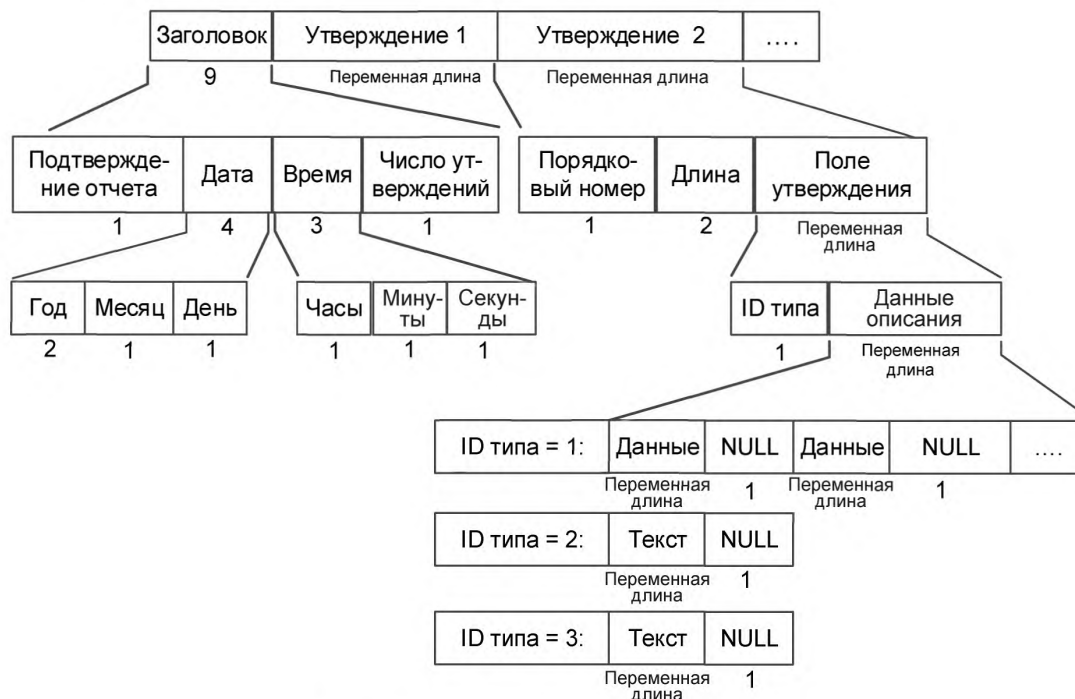 Заголовок Утверждение 1 Утверждение 2 ….
9 Переменная длина Переменная длина
Подтвержде-
ние отчета
Дата
Время
Число ут-
верждений
Порядко-
вый номер
Длина
Поле
утверждения
1 4 3 1 1 2 Переменная
длина
Год Месяц День
2 1 1
Часы
Мину-
ты
Секун-
ды
1 1 1
ID типа
Данные
описания
1 Переменная
длина
ID типа = 1: Данные NULL Данные NULL ….
Переменная
длина
1
Переменная
длина
1
ID типа = 2: Текст NULL
Переменная
длина
1
ID типа = 3: Текст NULL
Переменная
длина
1